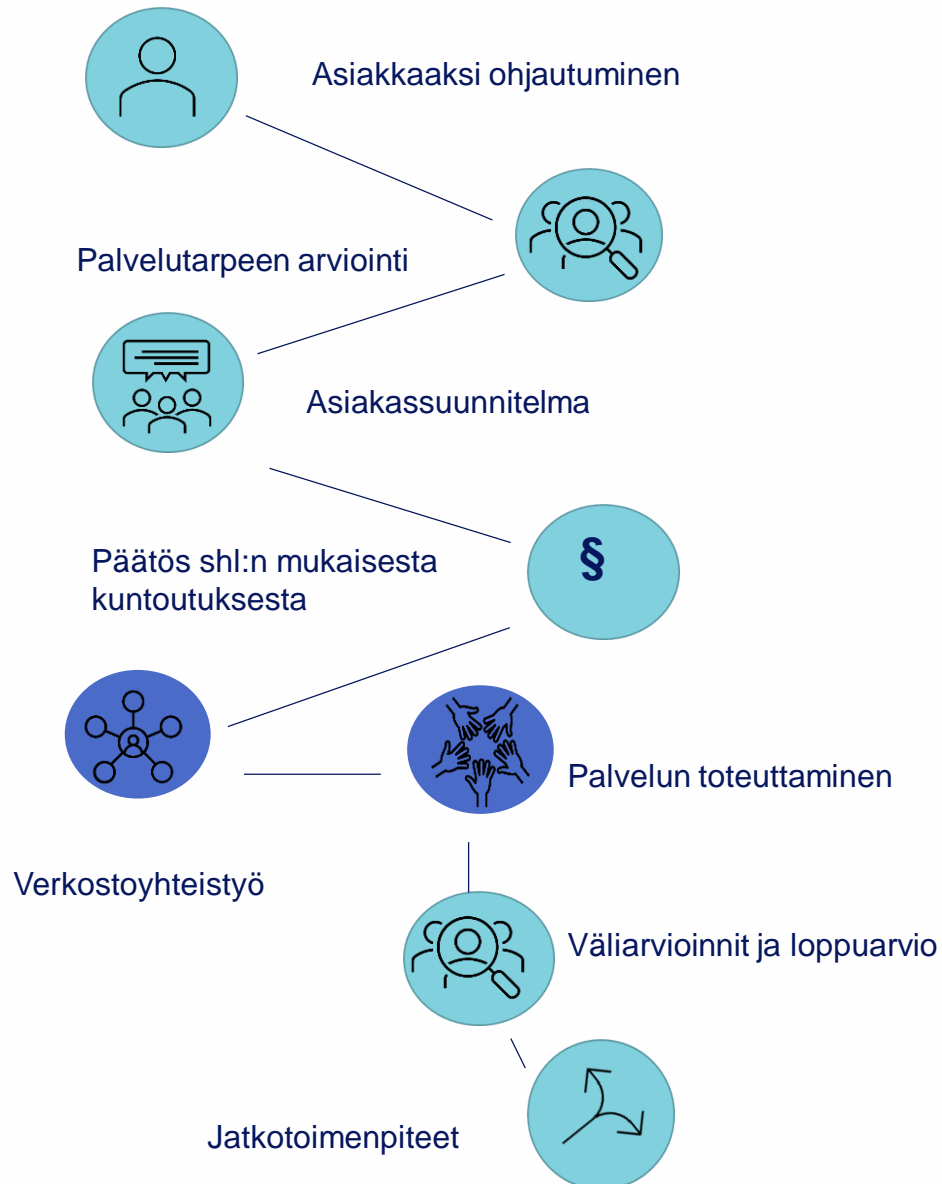 Asiakkaaksi ohjautuminen
Palvelutarpeen arviointi
Asiakassuunnitelma
Päätös shl:n mukaisesta
kuntoutuksesta
§
Palvelun toteuttaminen
Verkostoyhteistyö
Väliarvioinnit ja loppuarvio
Jatkotoimenpiteet